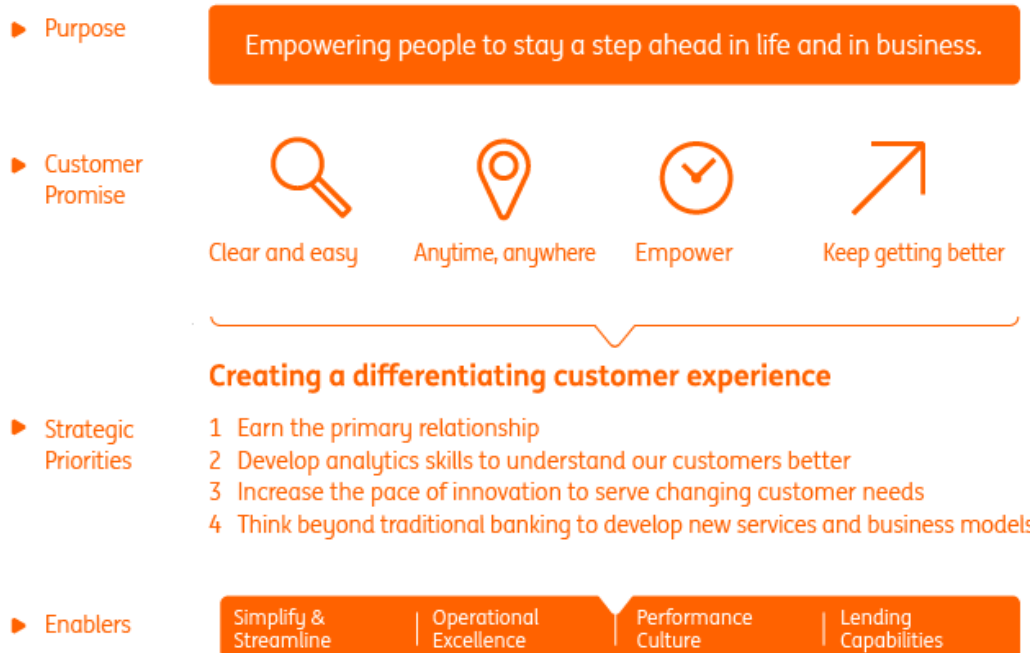 Purpose
Empowering people to stay a step ahead in life and in business.
Customer
Promise
Clear and easy
Anytime, anywhere
Empower
Keep getting better
Creating a differentiating customer experience
Strategic
Priorities
1 Earn the primary relationship
2 Develop analytics skills to understand our customers better
3 Increase the pace of innovation to serve changing customer needs
4 Think beyond traditional banking to develop new services and business models
Enablers
Simplify &
Streamline
Operational
Excellence
Performance
Culture
Lending
Capabilities